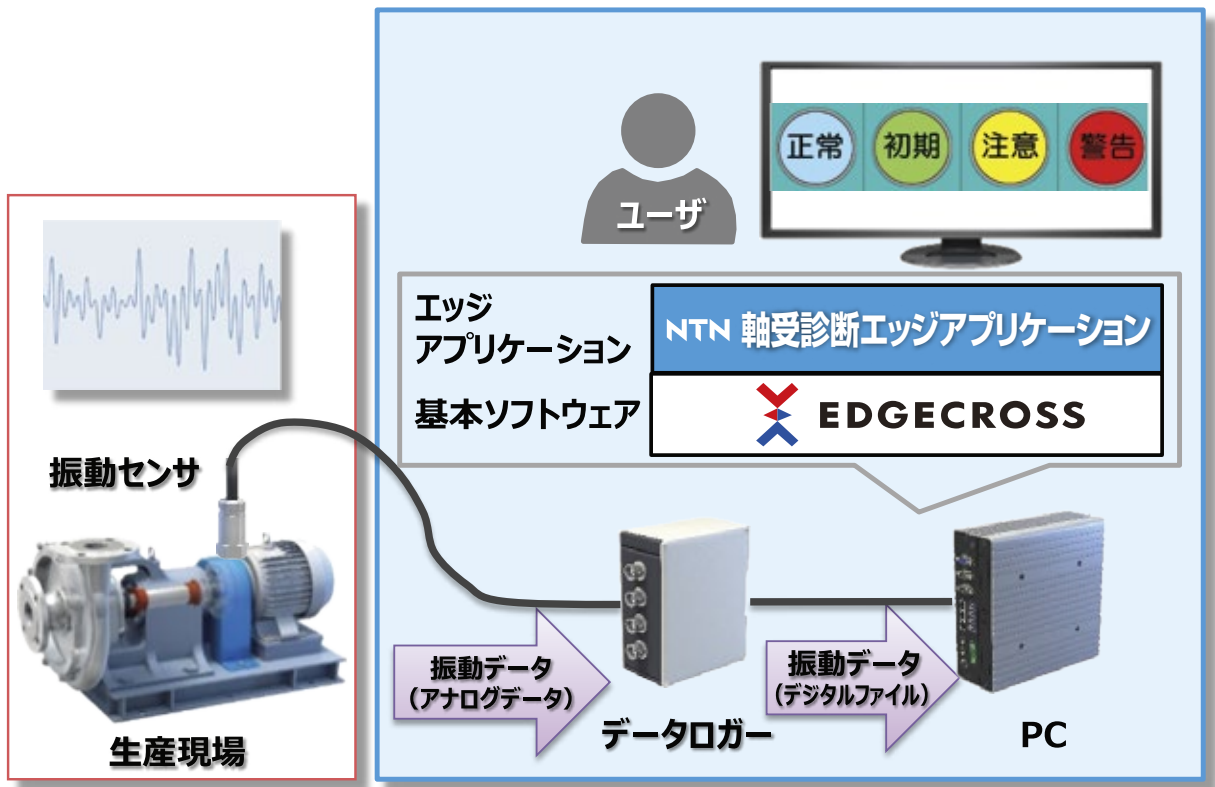 正常 初期 注意 警告
ユーザ
エッジ
アプリケーション
NTN 軸受診断エッジアプリケーション
基本ソフトウェア
EDGECROSS
振動センサ
振動データ
(アナログデータ)
振動データ
(デジタルファイル)
データロガー
PC
生産現場